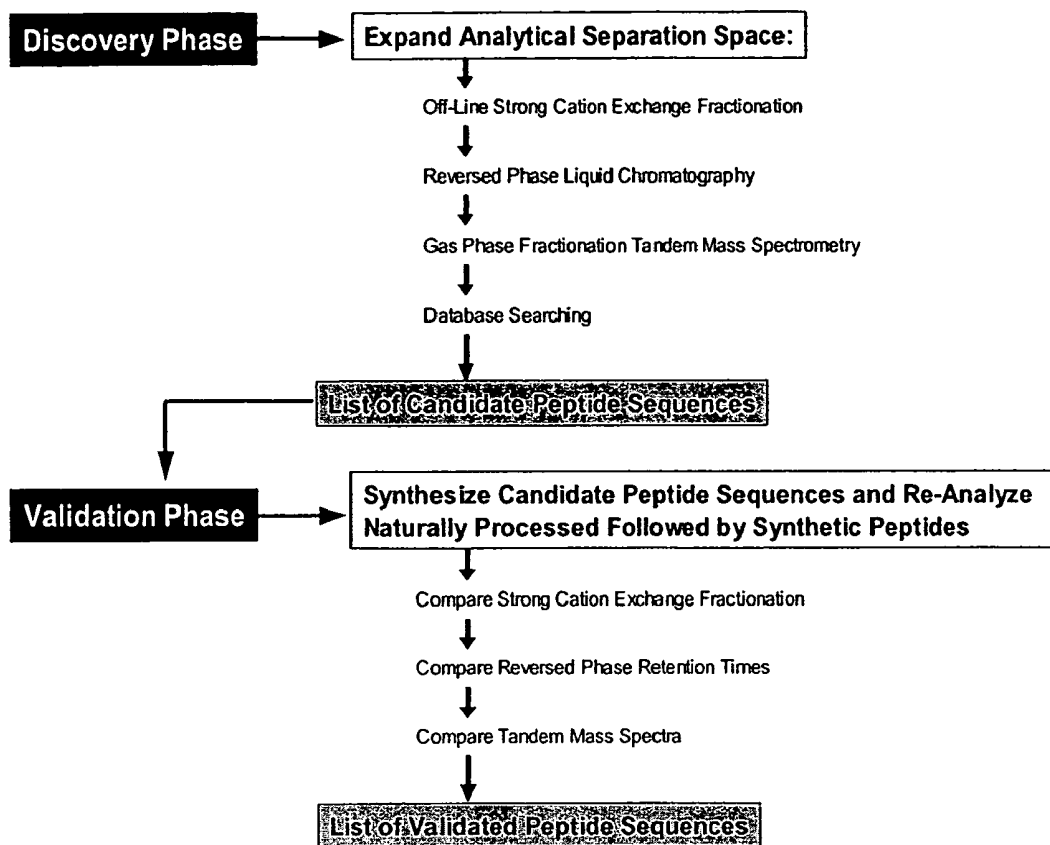 Discovery Phase
Expand Analytical Separation Space:
Off-Line Strong Cation Exchange Fractionation
Reversed Phase Liquid Chromatography
Gas Phase Fractionation Tandem Mass Spectrometry
Database Searching
List of Candidate Peptide Sequences
Validation Phase
Synthesize Candidate Peptide Sequences and Re-Analyze
Naturally Processed Followed by Synthetic Peptides
Compare Strong Cation Exchange Fractionation
Compare Reversed Phase Retention Times
Compare Tandem Mass Spectra
List of Validated Peptide Sequences